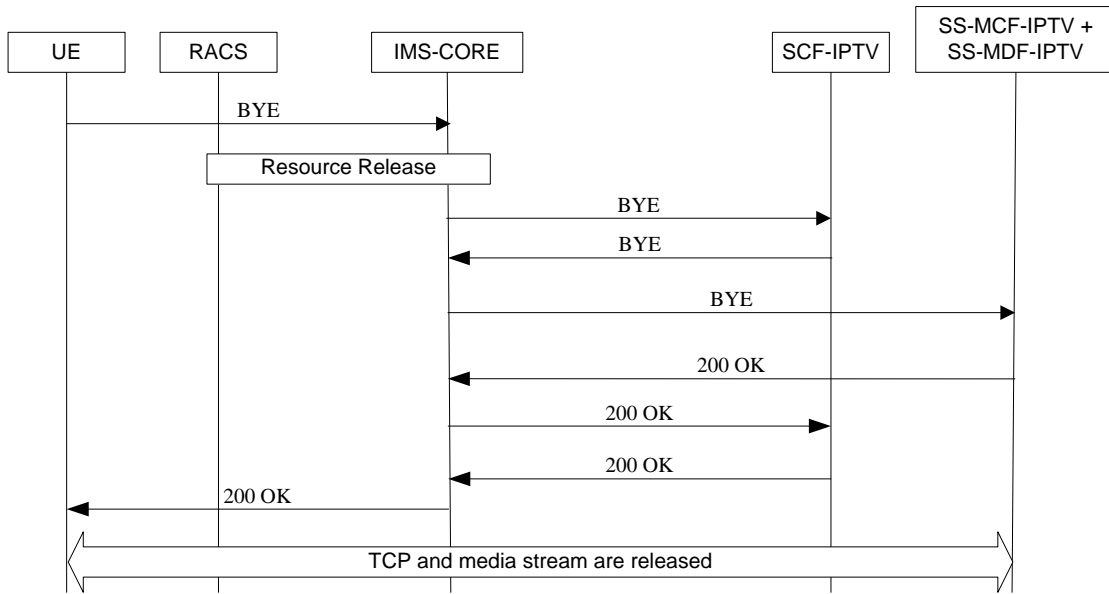 UE
RACS
IMS-CORE
SCF-IPTV
SS-MCF-IPTV +
SS-MDF-IPTV
BYE
Resource Release
BYE
BYE
BYE
200 OK
200 OK
200 OK
200 OK
TCP and media stream are released